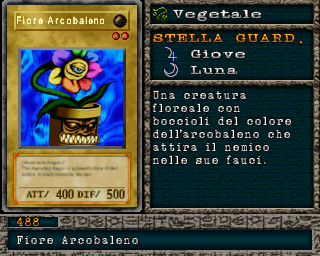 Fiore Arcobaleno
ATT/ 400 DIF/ 500
Vegetale
STELLA GUARD.
Giove
Luna
Una creatura
floreale con
boccioli del colore
dell'arcobaleno che
attira il nemico
nelle sue fauci.
488
Fiore Arcobaleno